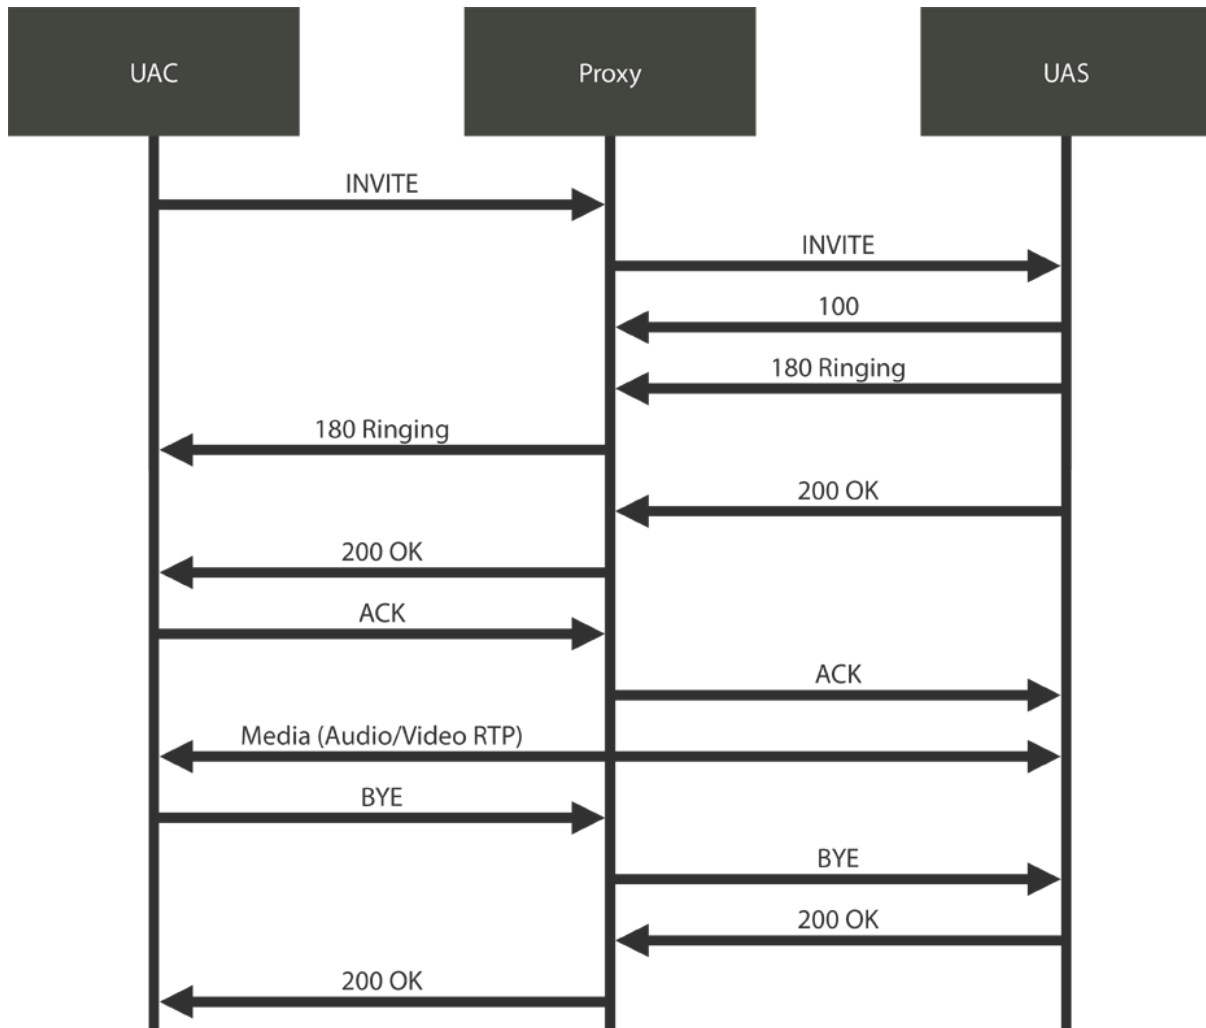 UAC
Proxy
UAS
INVITE
INVITE
100
180 Ringing
180 Ringing
200 OK
200 OK
ACK
ACK
Media (Audio/Video RTP)
BYE
BYE
200 OK
200 OK